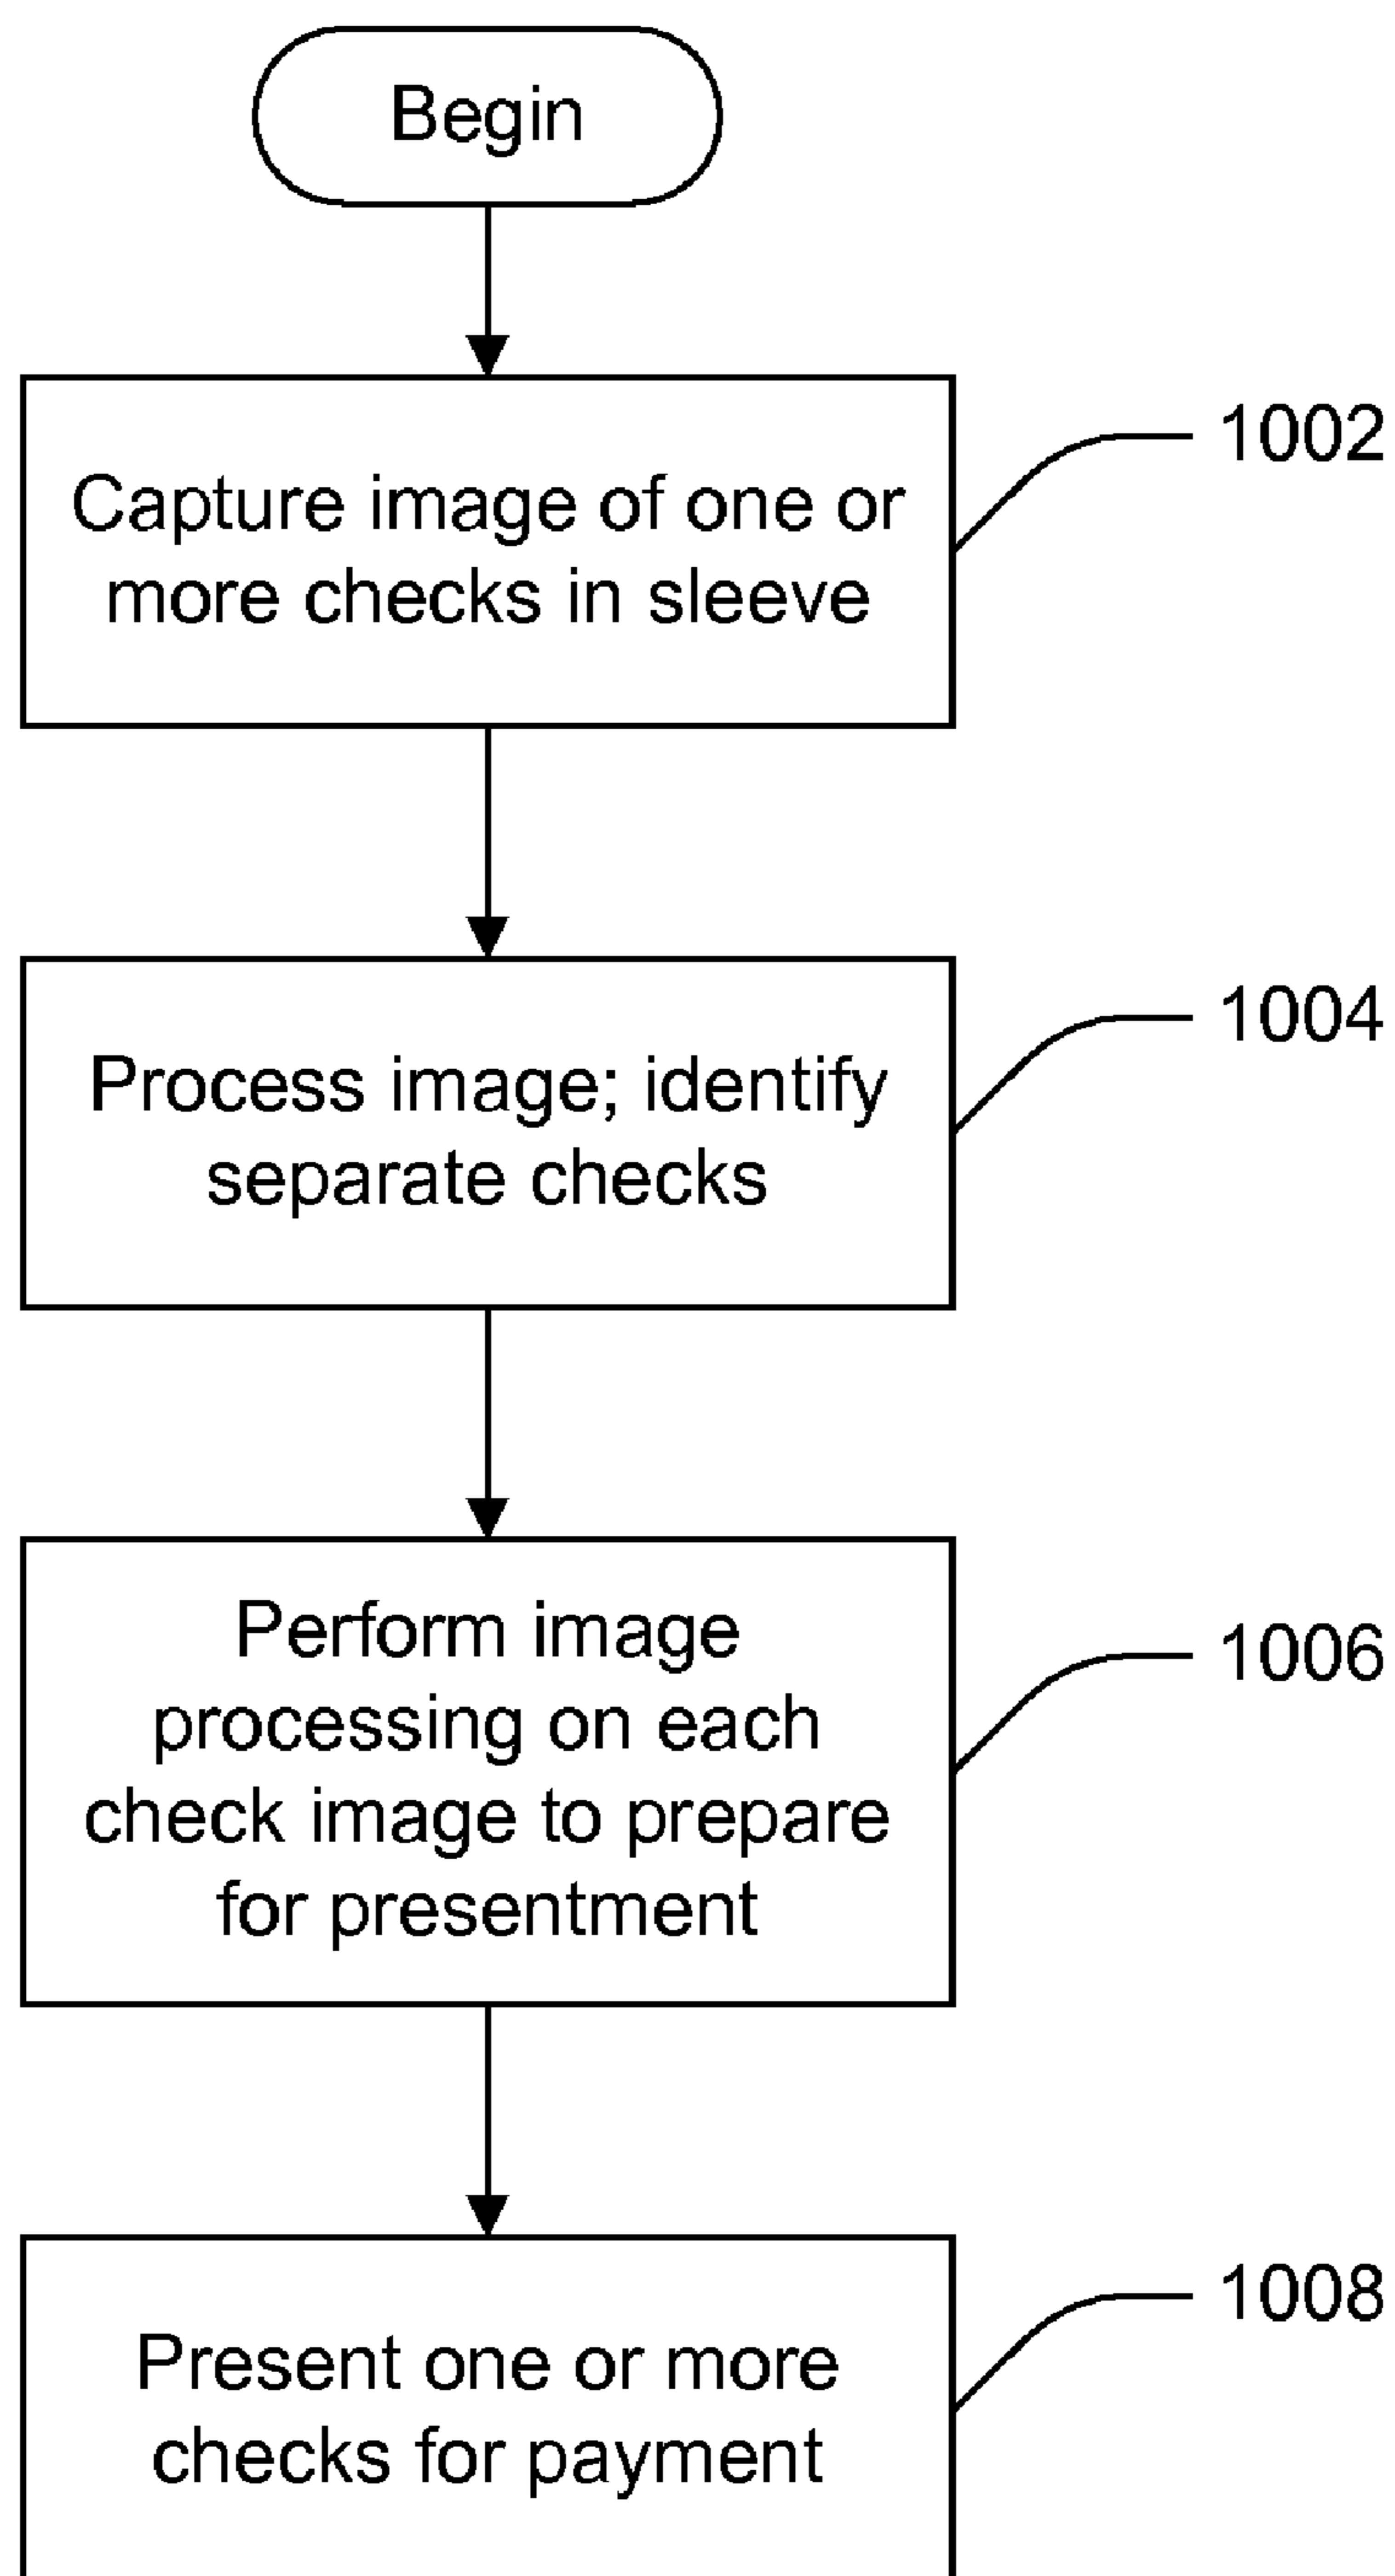 Begin
Capture image of one or
more checks in sleeve
1002
Process image; identify
separate checks
1004
Perform image
processing on each
check image to prepare
for presentment
1006
Present one or more
checks for payment
1008